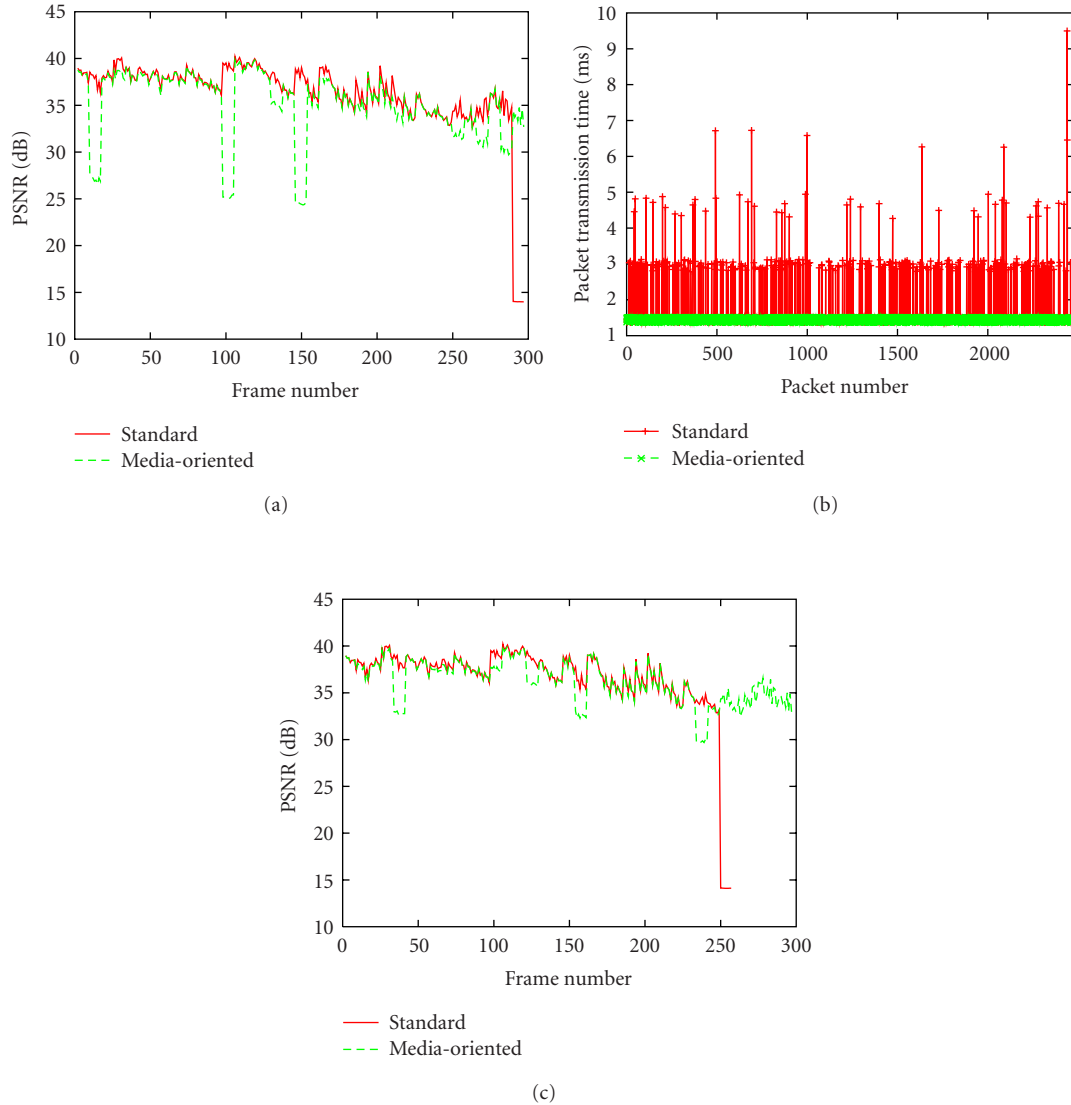 45
40
35
30
25
20
15
10
PSNR (dB)
0 50 100 150 200 250 300
Frame number
Standard
Media-oriented
(a)
10
9
8
7
6
5
4
3
2
1
Packet transmission time (ms)
0 500 1000 1500 2000
Packet number
Standard
Media-oriented
(b)
45
40
35
30
25
20
15
10
PSNR (dB)
0 50 100 150 200 250 300
Frame number
Standard
Media-oriented
(c)